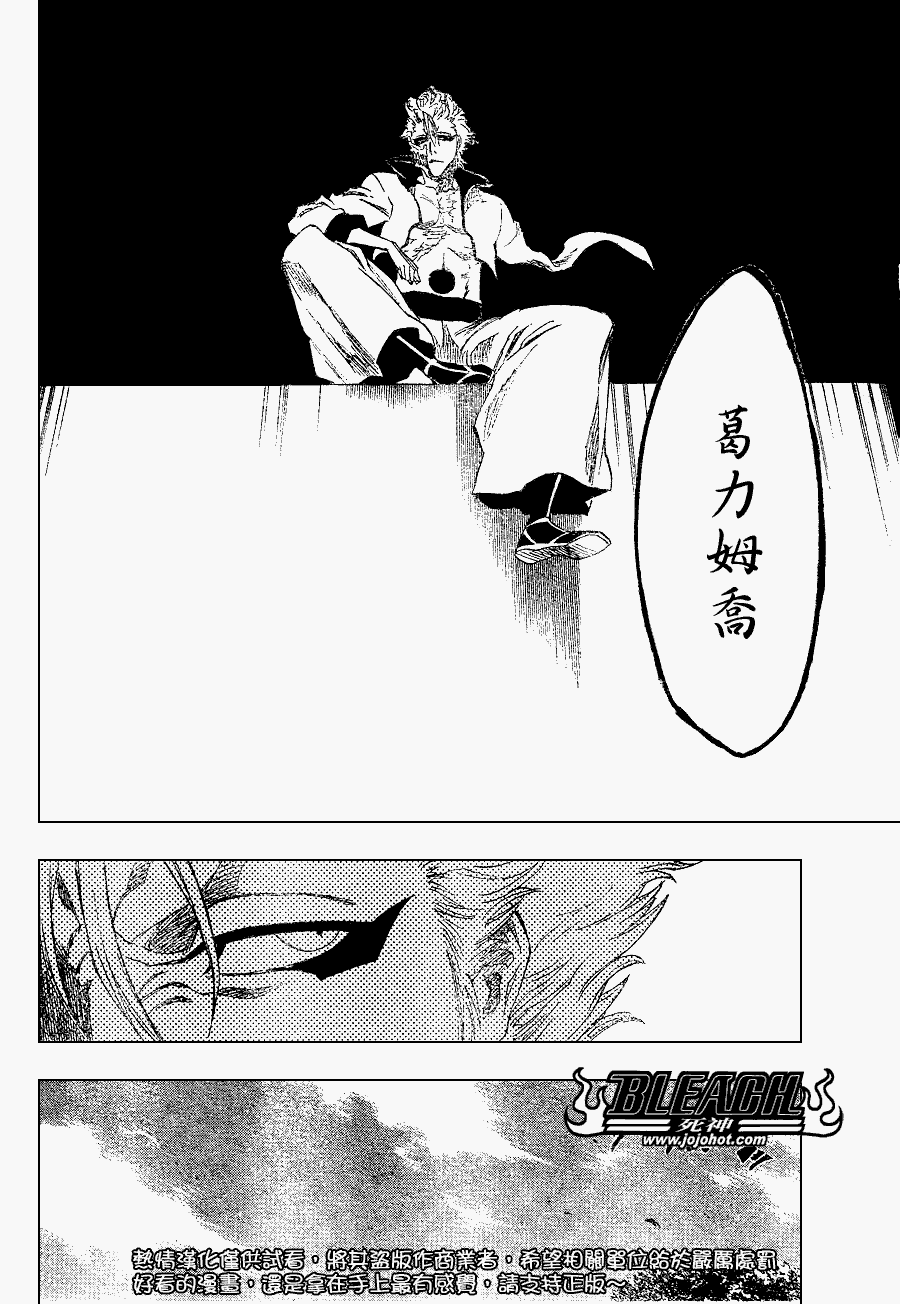 葛力姆喬
BLEACH
死神
www.jojohot.com
熱情漢化僅供試看，將其盜版作商業者，希望相關單位給於嚴厲處罰
好看的漫畫，還是拿在手上最有感覺，請支持正版～